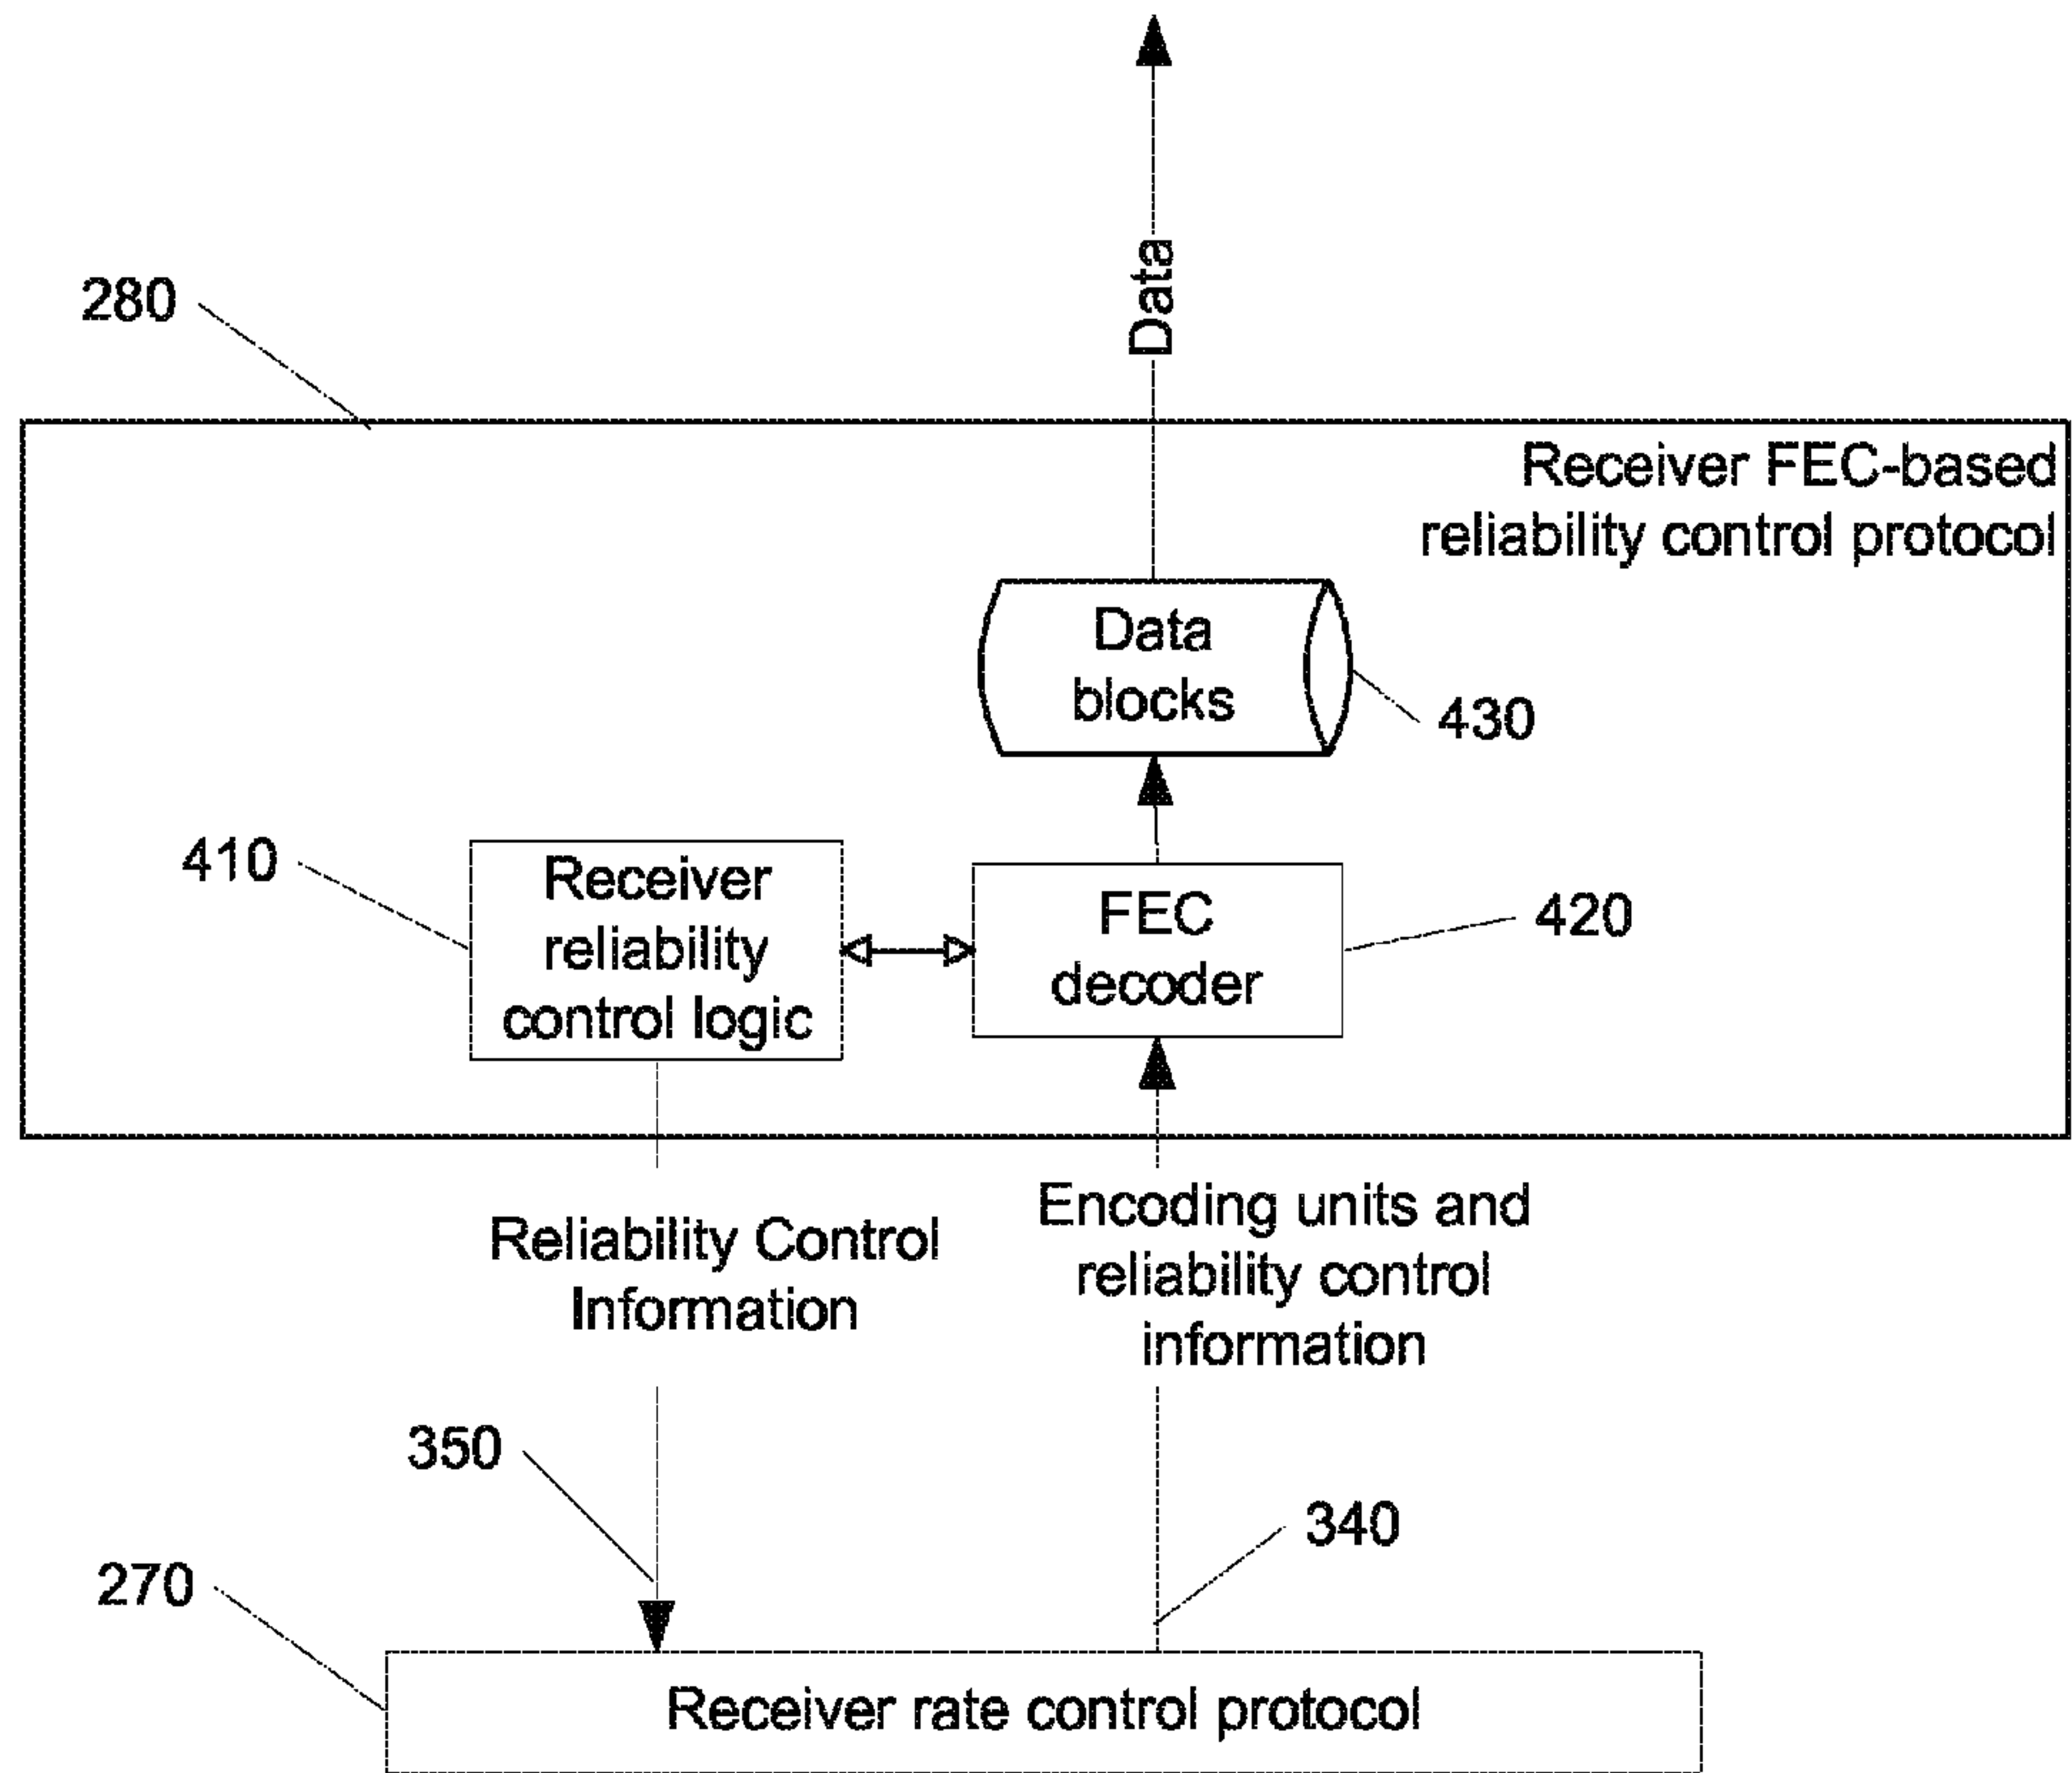 Data
280
Receiver FEC-based
reliability control protocol
Data
blocks
430
410
Receiver
reliability
control logic
FEC
decoder
420
Reliability Control
Information
Encoding units and
reliability control
information
350
340
270
Receiver rate control protocol